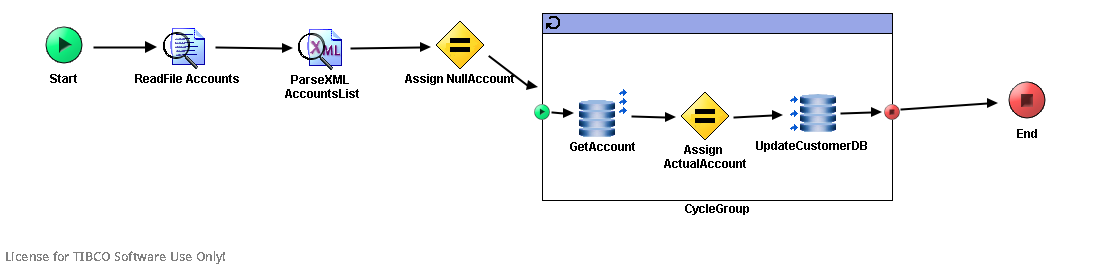 Start
ReadFile Accounts
XML
ParseXML
AccountsList
Assign NullAccount
GetAccount
Assign
ActualAccount
UpdateCustomerDB
End
CycleGroup
License for TIBCO Software Use Only!